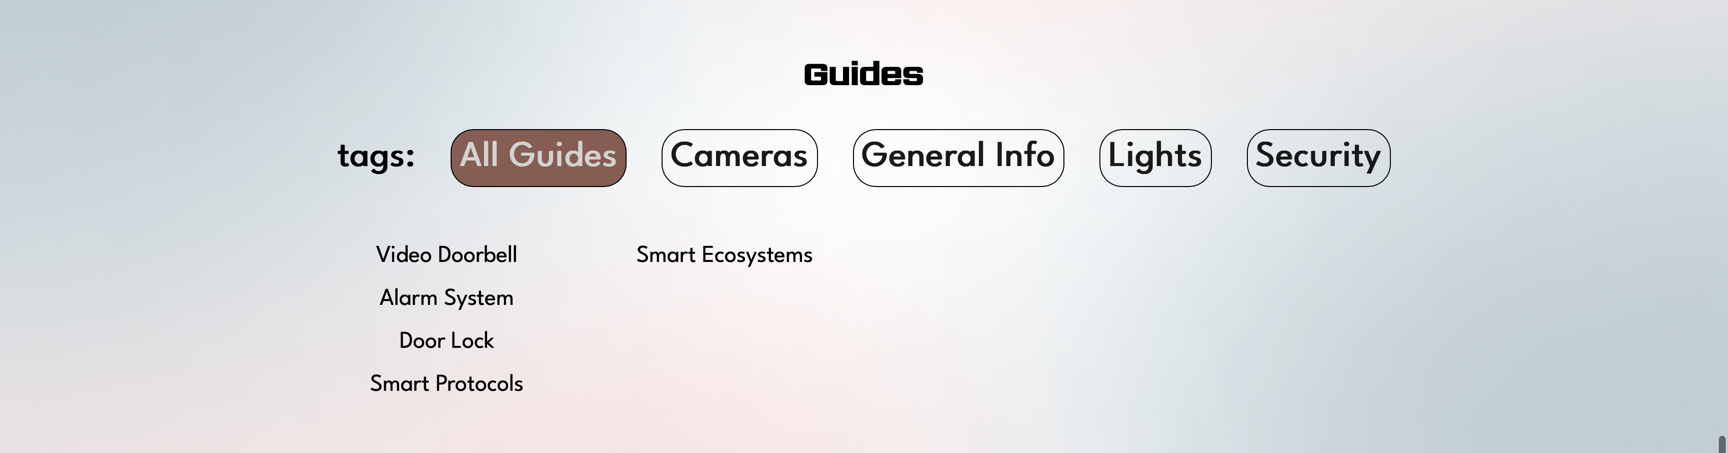 Guides
tags: All Guides Cameras General Info Lights Security
Video Doorbell
Alarm System
Door Lock
Smart Protocols
Smart Ecosystems